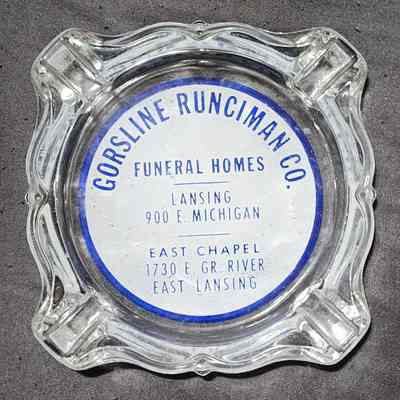 GORSLINE RUNCIMAN CO.
FUNERAL HOMES
LANSING
900 E. MICHIGAN
EAST CHAPEL
1730 E. GR. RIVER
EAST LANSING